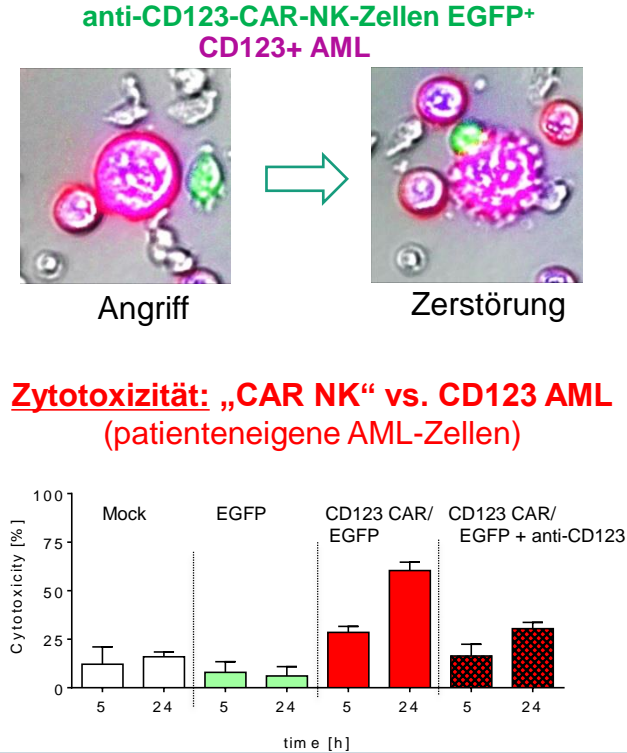 anti-CD123-CAR-NK-Zellen EGFP+
CD123+ AML
Angriff
Zerstörung
Zytotoxizität: „CAR NK“ vs. CD123 AML
(patienteneigene AML-Zellen)
Cytotoxicity [%]
100
75
50
25
0
Mock
EGFP
CD123 CAR/
EGFP
CD123 CAR/
EGFP + anti-CD123
5 24 5 24 5 24 5 24
time [h]